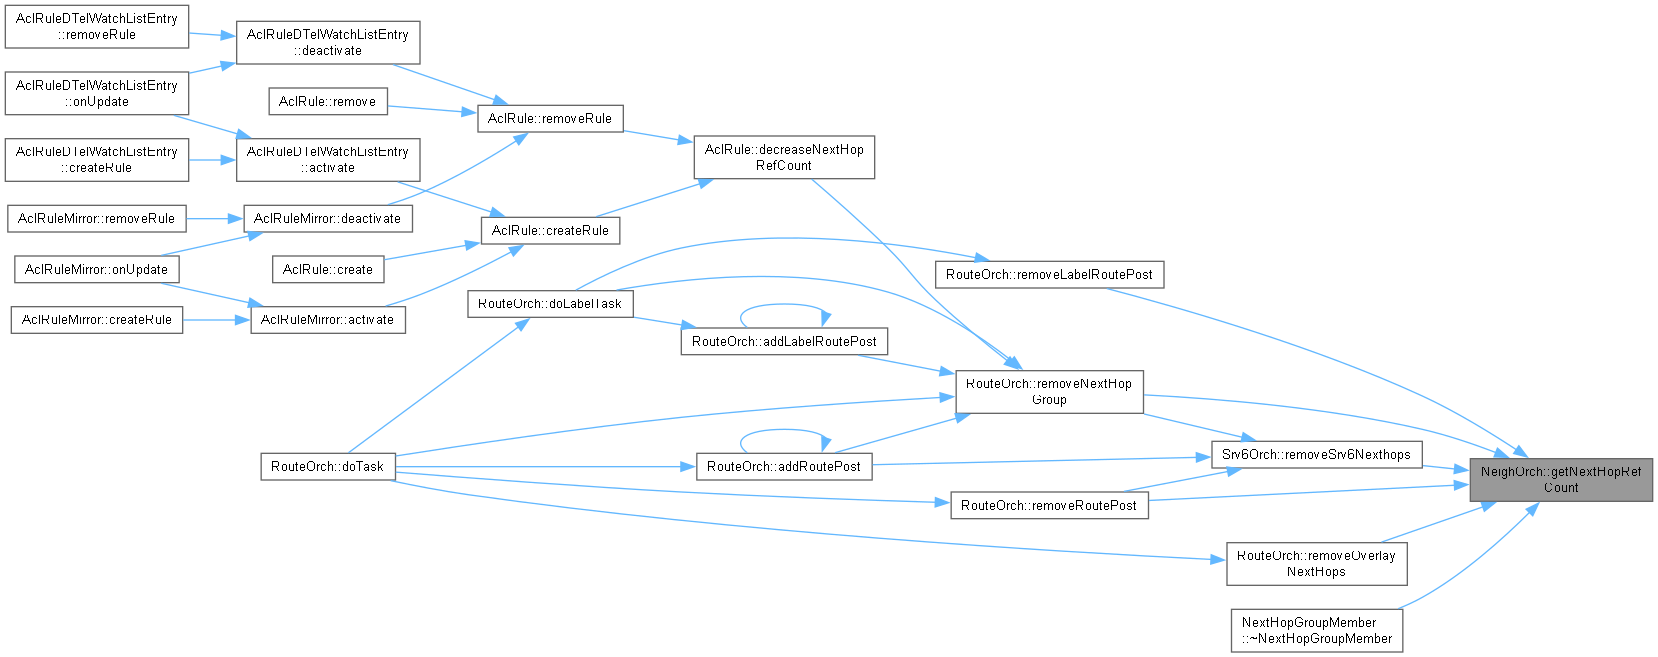 AclRuleDTelWatchListEntry
::removeRule
AclRuleDTelWatchListEntry
::onUpdate
AclRuleDTelWatchListEntry
::createRule
AclRuleMirror::removeRule
AclRuleMirror::onUpdate
AclRuleMirror::createRule
AclRuleDTelWatchListEntry
::deactivate
AclRule::remove
AclRuleDTelWatchListEntry
::activate
AclRuleMirror::deactivate
AclRule::create
AclRuleMirror::activate
RouteOrch::doTask
AclRule::removeRule
AclRule::createRule
RouteOrch::doLabelTask
AclRule::decreaseNextHop
RefCount
RouteOrch::addLabelRoutePost
RouteOrch::addRoutePost
RouteOrch::removeLabelRoutePost
RouteOrch::removeNextHop
Group
RouteOrch::removeRoutePost
Srv6Orch::removeSrv6Nexthops
RouteOrch::removeOverlay
NextHops
NextHopGroupMember
::~NextHopGroupMember
NeighOrch::getNextHopRef
Count